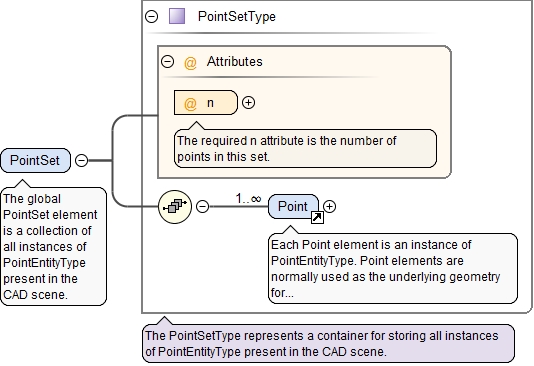 PointSetType
@ Attributes
@ n
The required n attribute is the number of
points in this set.
PointSet
The global
PointSet element
is a collection of
all instances of
PointEntityType
present in the
CAD scene.
1..∞
Point
Each Point element is an instance of
PointEntityType. Point elements are
normally used as the underlying geometry
for...
The PointSetType represents a container for storing all instances
of PointEntityType present in the CAD scene.